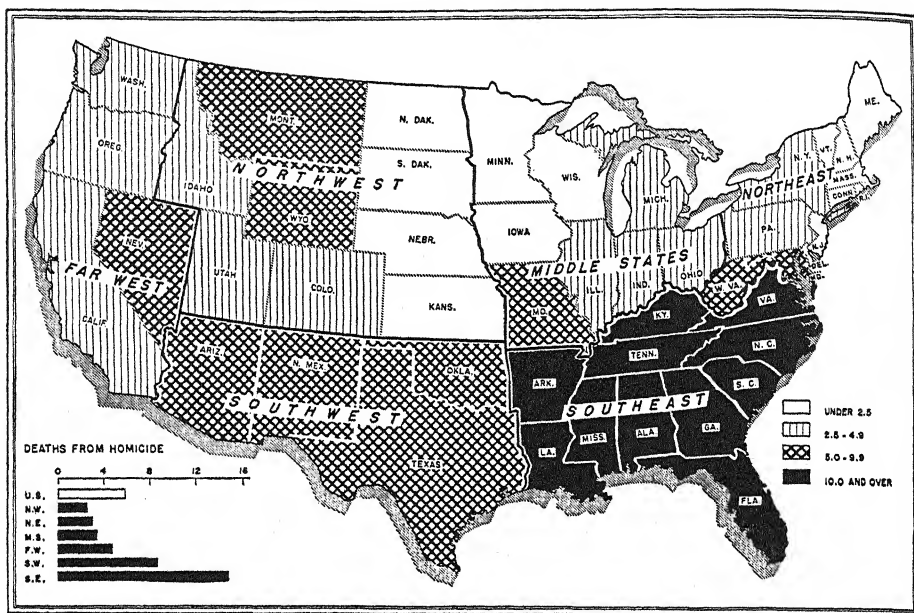 WASH.
MONT.
N. DAK.
MINN.
ME.
OREG.
IDAHO
NORTHWEST
S. DAK.
WIS.
MICH.
N.Y.
VT.
N.H.
MASS.
CONN.
R.I.
NORTHEAST
WYO.
NEBR.
IOWA
PA.
N.J.
NEV.
UTAH
COLO.
FAR WEST
CALIF.
KANS.
MIDDLE STATES
ILL.
IND.
OHIO
DEL.
MD.
MO.
W. VA.
VA.
KY.
ARIZ.
N. MEX.
OKLA.
ARK.
TENN.
N. C.
S. C.
SOUTHWEST
SOUTHEAST
TEXAS
LA.
MISS.
ALA.
GA.
FLA.
UNDER 2.5
2.5 - 4.9
5.0 - 9.9
10.0 AND OVER
DEATHS FROM HOMICIDE
0 4 8 12 16
U.S.
N.W.
N.E.
M.S.
F.W.
S.W.
S.E.